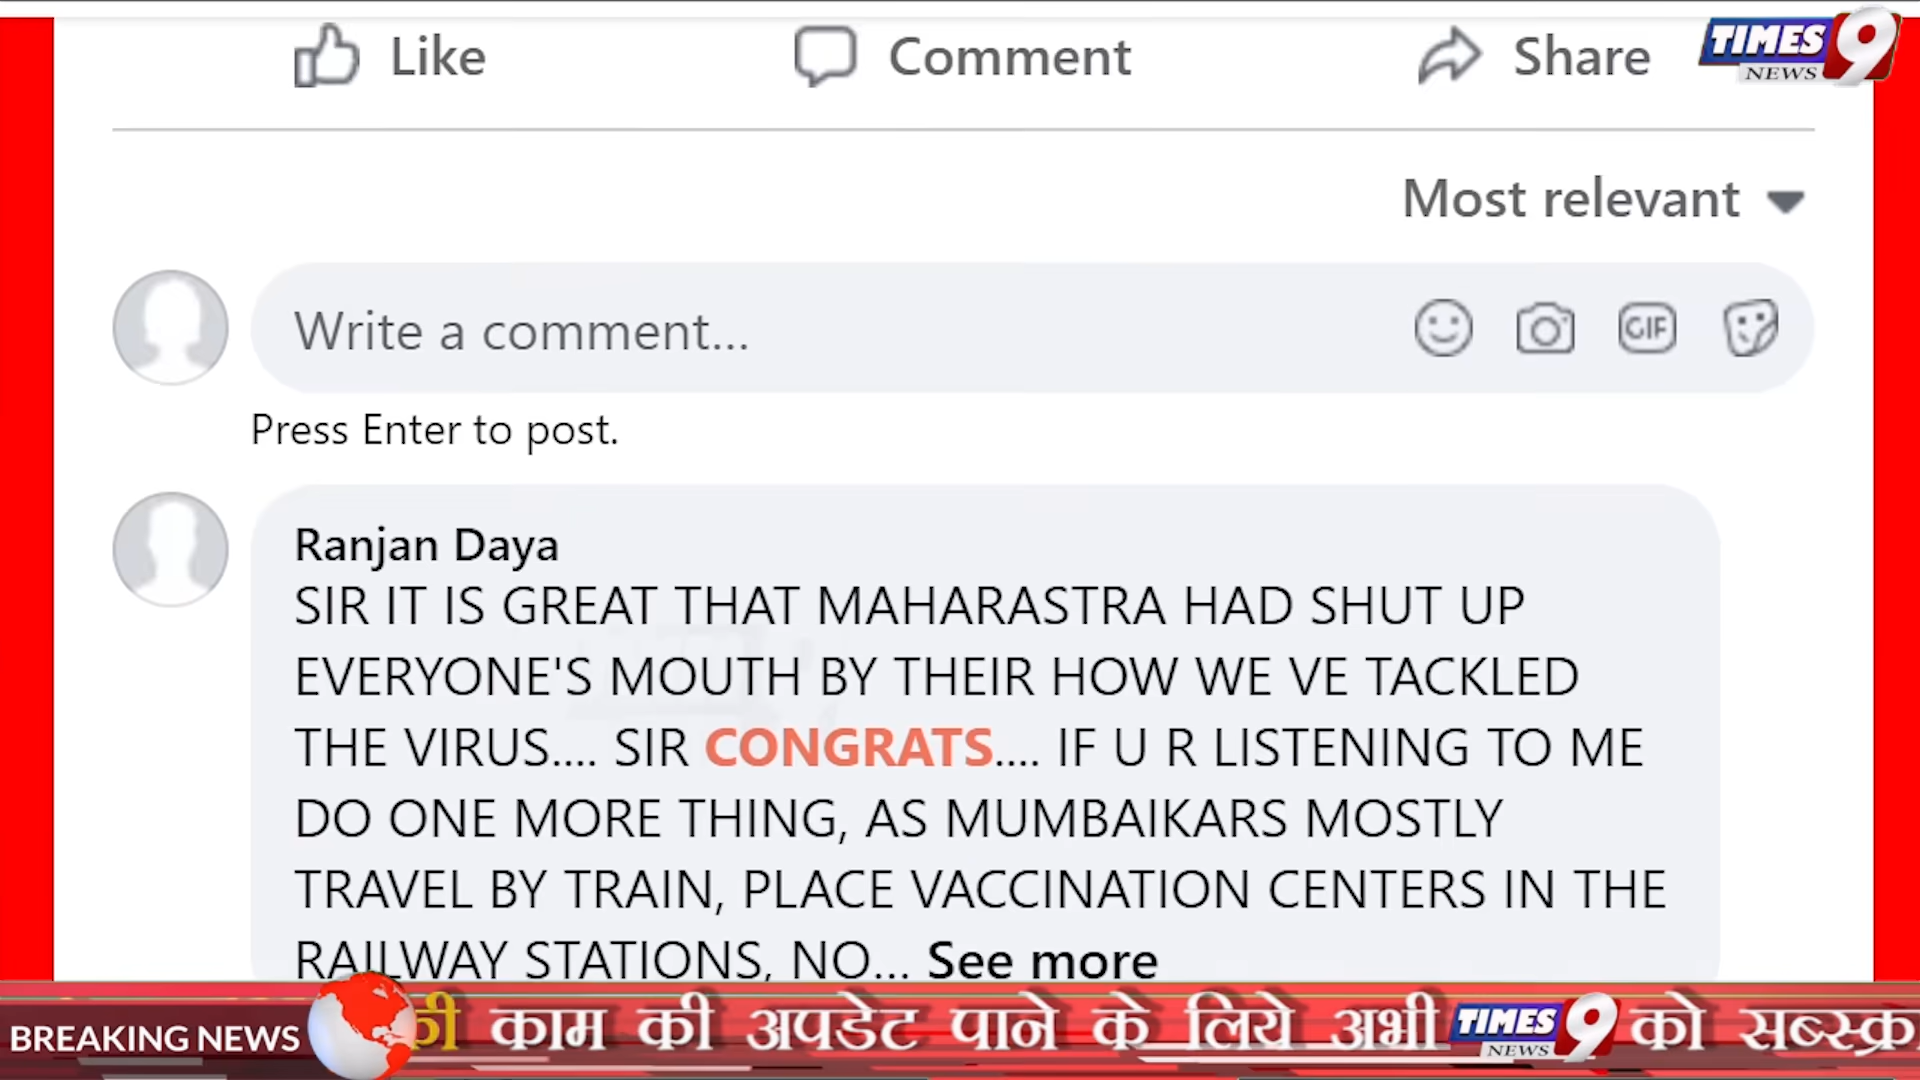 Like Comment Share
TIMES 9
NEWS
Most relevant
Write a comment...
GIF
Press Enter to post.
Ranjan Daya
SIR IT IS GREAT THAT MAHARASTRA HAD SHUT UP
EVERYONE'S MOUTH BY THEIR HOW WE VE TACKLED
THE VIRUS.... SIR CONGRATS.... IF U R LISTENING TO ME
DO ONE MORE THING, AS MUMBAIKARS MOSTLY
TRAVEL BY TRAIN, PLACE VACCINATION CENTERS IN THE
RAILWAY STATIONS, NO... See more
BREAKING NEWS की काम की अपडेट पाने के लिये अभी TIMES NEWS 9 को